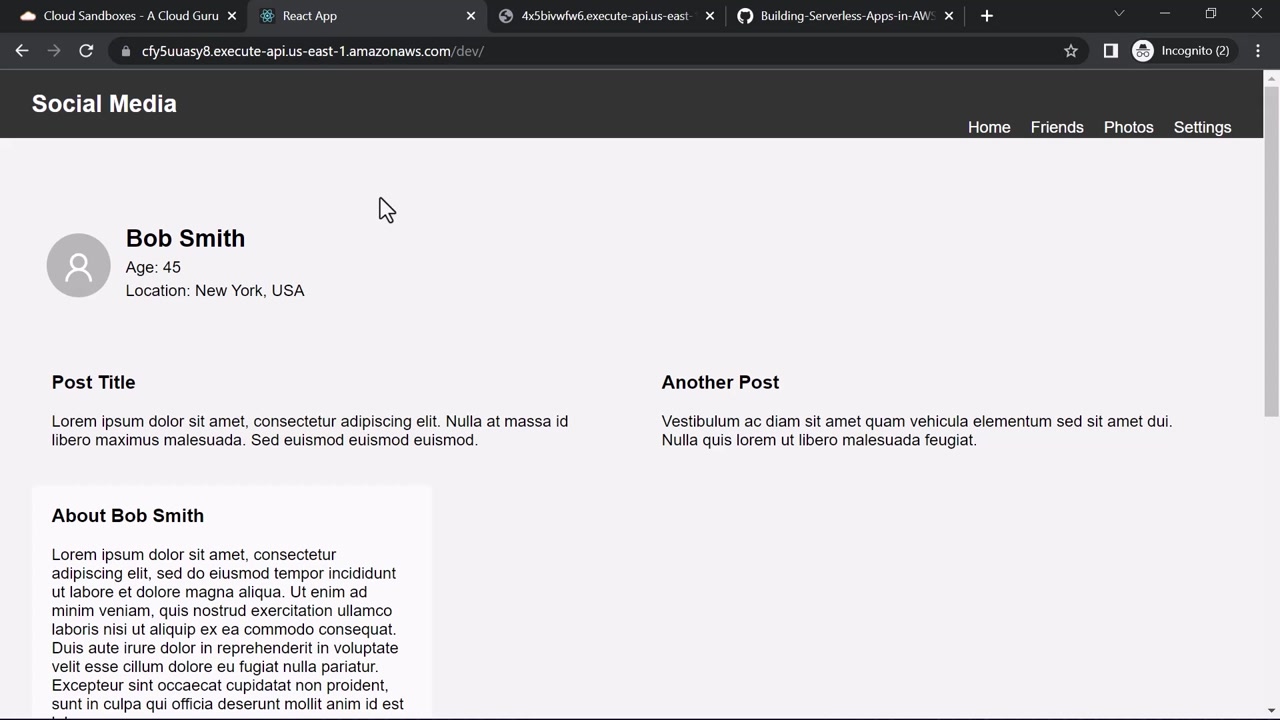 Cloud Sandboxes - A Cloud Guru
React App
4x5bivwfw6.execute-api.us-east-
Building-Serverless-Apps-in-AWS
cfy5uuasy8.execute-api.us-east-1.amazonaws.com/dev/
Incognito (2)
Social Media
Home Friends Photos Settings
Bob Smith
Age: 45
Location: New York, USA
Post Title
Lorem ipsum dolor sit amet, consectetur adipiscing elit. Nulla at massa id
libero maximus malesuada. Sed euismod euismod euismod.
Another Post
Vestibulum ac diam sit amet quam vehicula elementum sed sit amet dui.
Nulla quis lorem ut libero malesuada feugiat.
About Bob Smith
Lorem ipsum dolor sit amet, consectetur
adipiscing elit, sed do eiusmod tempor incididunt
ut labore et dolore magna aliqua. Ut enim ad
minim veniam, quis nostrud exercitation ullamco
laboris nisi ut aliquip ex ea commodo consequat.
Duis aute irure dolor in reprehenderit in voluptate
velit esse cillum dolore eu fugiat nulla pariatur.
Excepteur sint occaecat cupidatat non proident,
sunt in culpa qui officia deserunt mollit anim id est